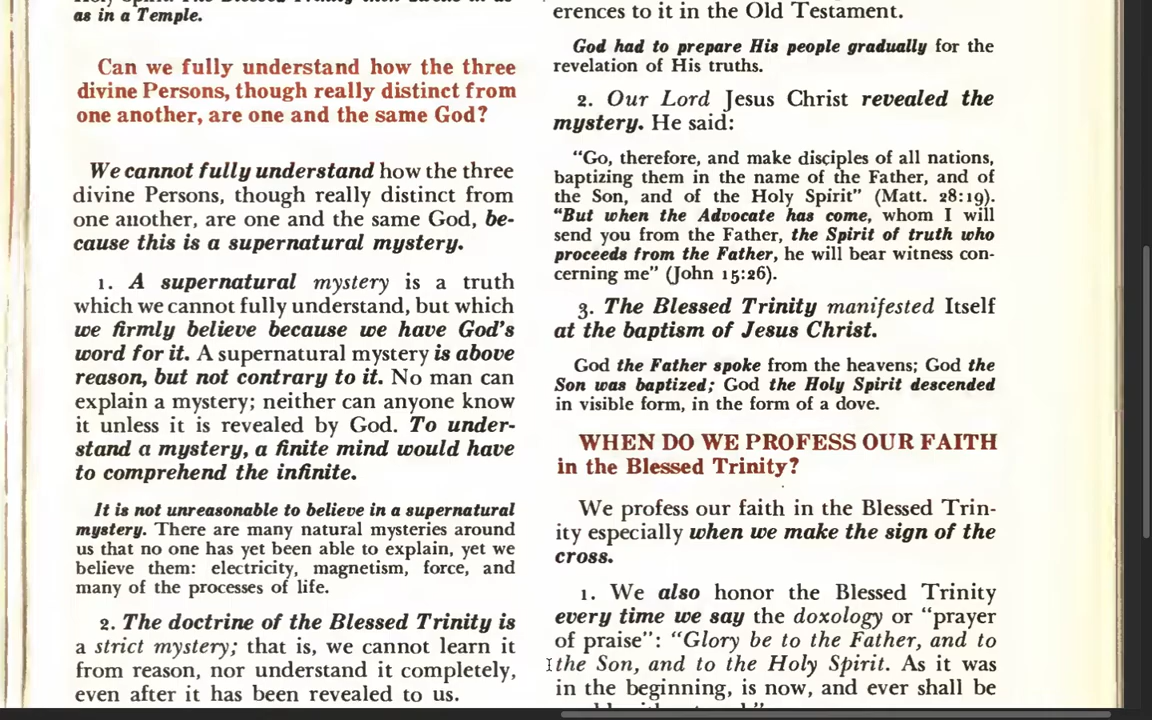 as in a Temple.
Can we fully understand how the three
divine Persons, though really distinct from
one another, are one and the same God?
We cannot fully understand how the three
divine Persons, though really distinct from
one another, are one and the same God, be-
cause this is a supernatural mystery.
1. A supernatural mystery is a truth
which we cannot fully understand, but which
we firmly believe because we have God's
word for it. A supernatural mystery is above
reason, but not contrary to it. No man can
explain a mystery; neither can anyone know
it unless it is revealed by God. To under-
stand a mystery, a finite mind would have
to comprehend the infinite.
It is not unreasonable to believe in a supernatural
mystery. There are many natural mysteries around
us that no one has yet been able to explain, yet we
believe them: electricity, magnetism, force, and
many of the processes of life.
2. The doctrine of the Blessed Trinity is
a strict mystery; that is, we cannot learn it
from reason, nor understand it completely,
even after it has been revealed to us.
erences to it in the Old Testament.
God had to prepare His people gradually for the
revelation of His truths.
2. Our Lord Jesus Christ revealed the
mystery. He said:
"Go, therefore, and make disciples of all nations,
baptizing them in the name of the Father, and of
the Son, and of the Holy Spirit" (Matt. 28:19).
"But when the Advocate has come, whom I will
send you from the Father, the Spirit of truth who
proceeds from the Father, he will bear witness con-
cerning me" (John 15:26).
3. The Blessed Trinity manifested Itself
at the baptism of Jesus Christ.
God the Father spoke from the heavens; God the
Son was baptized; God the Holy Spirit descended
in visible form, in the form of a dove.
WHEN DO WE PROFESS OUR FAITH
in the Blessed Trinity?
We profess our faith in the Blessed Trin-
ity especially when we make the sign of the
cross.
1. We also honor the Blessed Trinity
every time we say the doxology or "prayer
of praise": "Glory be to the Father, and to
the Son, and to the Holy Spirit. As it was
in the beginning, is now, and ever shall be